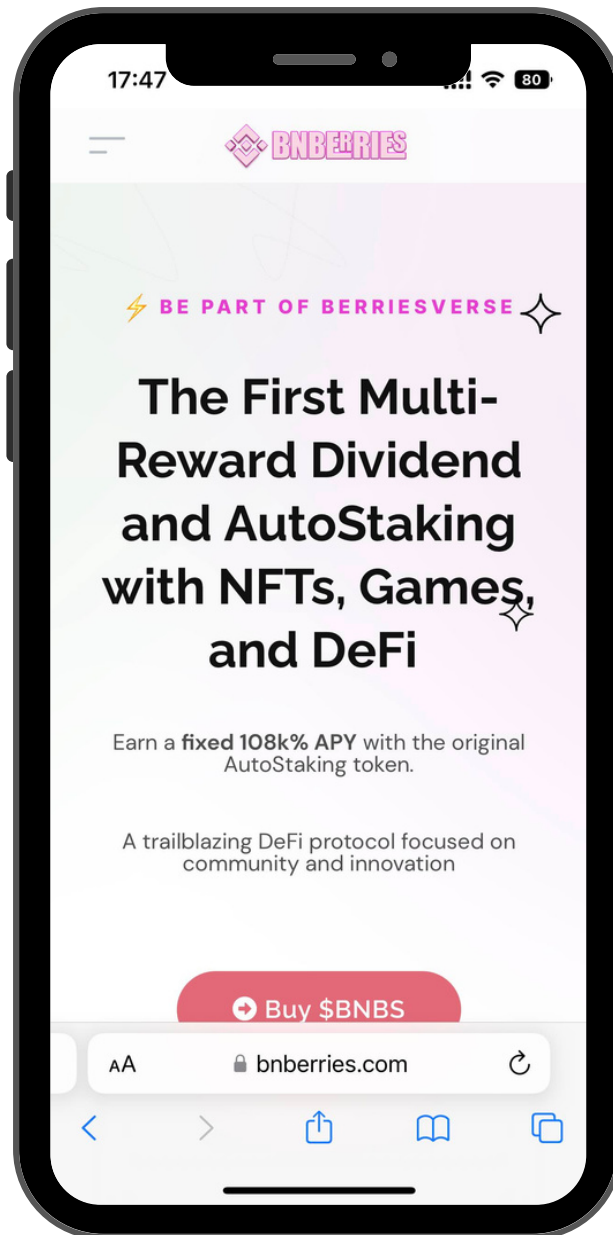 17:47
80
BNBERRIES
⚡ BE PART OF BERRIESVERSE
The First Multi-
Reward Dividend
and AutoStaking
with NFTs, Games,
and DeFi
Earn a fixed 108k% APY with the original
AutoStaking token.
A trailblazing DeFi protocol focused on
community and innovation
Buy $BNBS
AA
bnberries.com